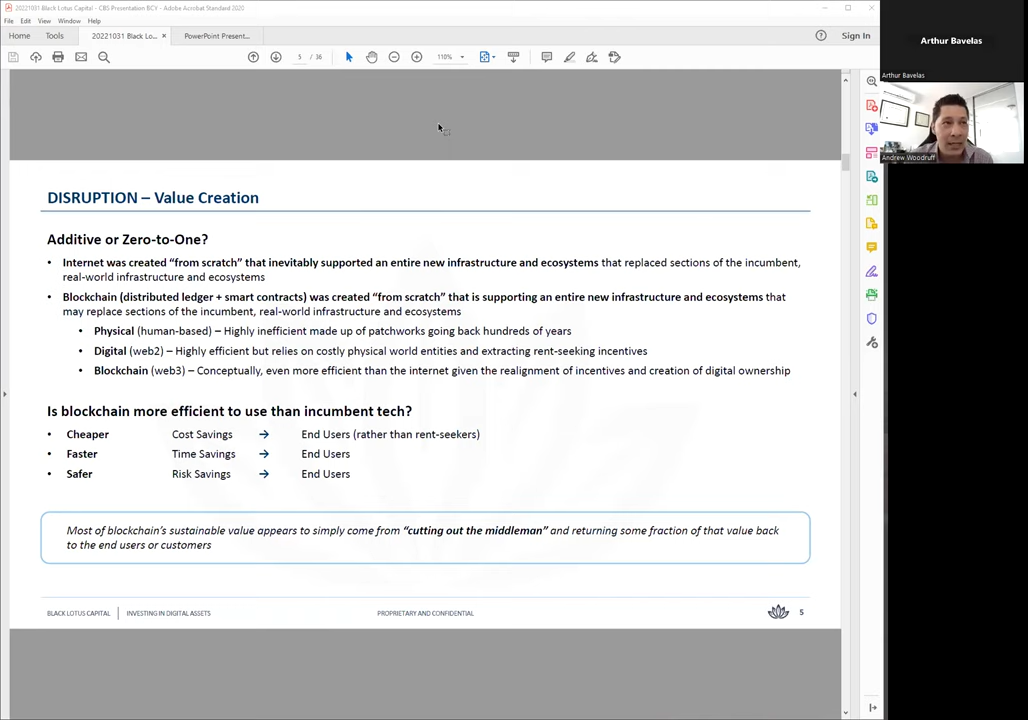 20221031 Black Lotus Capital - CBS Presentation BCY - Adobe Acrobat Standard 2020
File Edit View Window Help
Home Tools 20221031 Black Lo... × PowerPoint Present... Sign In
5 / 36 110%
Arthur Bavelas
Arthur Bavelas
Andrew Woodruff
DISRUPTION – Value Creation
Additive or Zero-to-One?
• Internet was created “from scratch” that inevitably supported an entire new infrastructure and ecosystems that replaced sections of the incumbent,
real-world infrastructure and ecosystems
• Blockchain (distributed ledger + smart contracts) was created “from scratch” that is supporting an entire new infrastructure and ecosystems that
may replace sections of the incumbent, real-world infrastructure and ecosystems
• Physical (human-based) – Highly inefficient made up of patchworks going back hundreds of years
• Digital (web2) – Highly efficient but relies on costly physical world entities and extracting rent-seeking incentives
• Blockchain (web3) – Conceptually, even more efficient than the internet given the realignment of incentives and creation of digital ownership
Is blockchain more efficient to use than incumbent tech?
• Cheaper Cost Savings → End Users (rather than rent-seekers)
• Faster Time Savings → End Users
• Safer Risk Savings → End Users
Most of blockchain’s sustainable value appears to simply come from “cutting out the middleman” and returning some fraction of that value back
to the end users or customers
BLACK LOTUS CAPITAL | INVESTING IN DIGITAL ASSETS PROPRIETARY AND CONFIDENTIAL 5